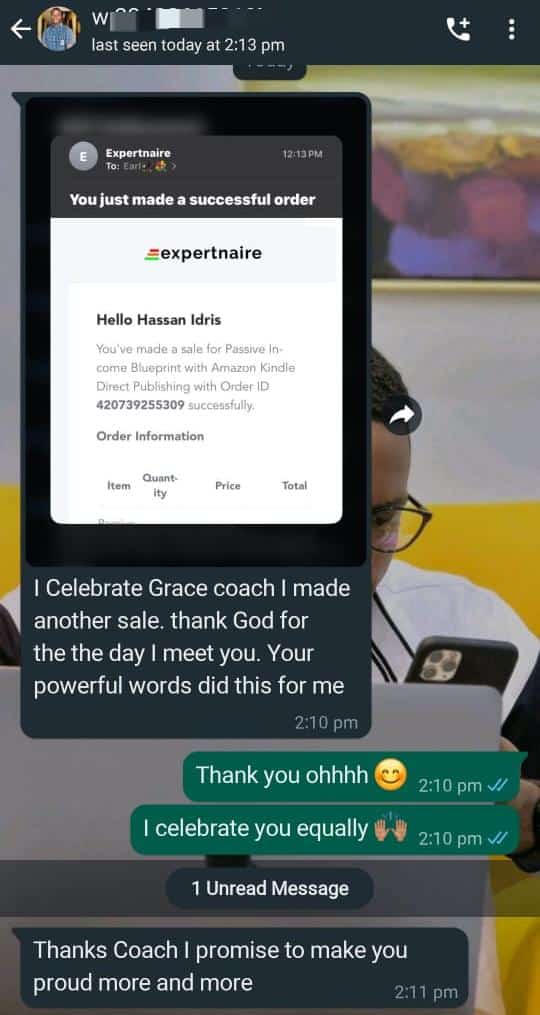 last seen today at 2:13 pm
Today
E
Expertnaire
12:13 PM
To: Earl
You just made a successful order
expertnaire
Hello Hassan Idris
You've made a sale for Passive In-
come Blueprint with Amazon Kindle
Direct Publishing with Order ID
420739255309 successfully.
Order Information
Item Quant- Price Total
ity
I Celebrate Grace coach I made
another sale. thank God for
the the day I meet you. Your
powerful words did this for me
2:10 pm
Thank you ohhhh 😊 2:10 pm
I celebrate you equally 🙌🏽 2:10 pm
1 Unread Message
Thanks Coach I promise to make you
proud more and more
2:11 pm